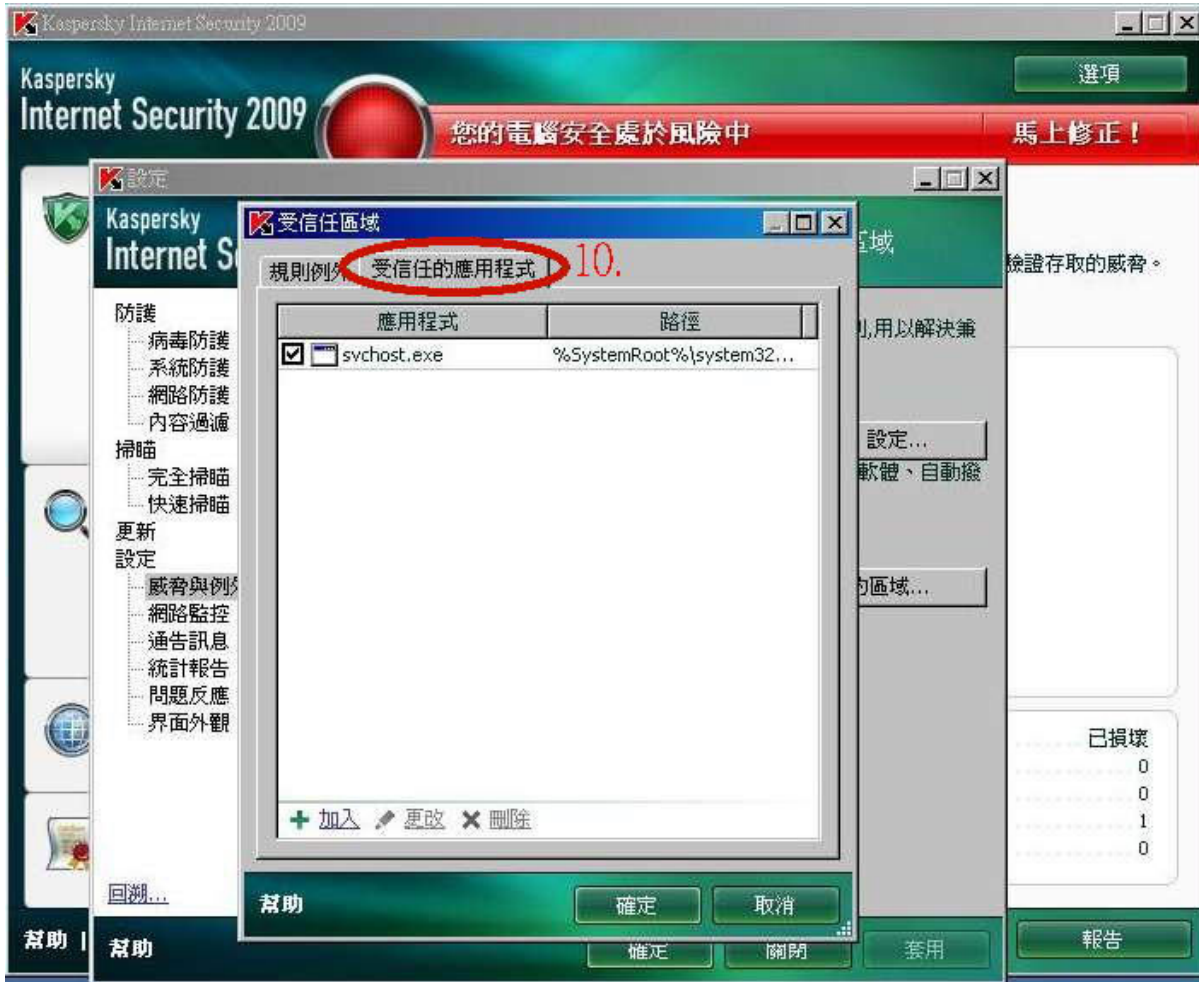 Kaspersky Internet Security 2009
Kaspersky
Internet Security 2009
選項
您的電腦安全處於風險中
馬上修正！
設定
Kaspersky
Internet S
區域
受信任區域
規則例外
受信任的應用程式
10.
險證存取的威脅。
應用程式
路徑
則,用以解決兼
svchost.exe
%SystemRoot%\system32...
防護
病毒防護
系統防護
網路防護
內容過濾
掃瞄
完全掃瞄
快速掃瞄
更新
設定
威脅與例外
網路監控
通告訊息
統計報告
問題反應
界面外觀
設定...
軟體、自動撥
的區域...
已損壞
0
0
1
0
加入
更改
刪除
回溯...
幫助
確定
取消
幫助
幫助
確定
關閉
套用
報告